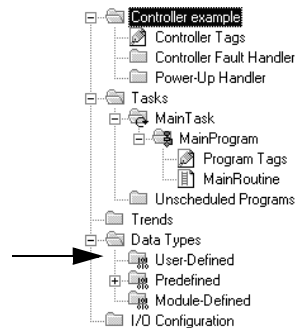 Controller example
Controller Tags
Controller Fault Handler
Power-Up Handler
Tasks
MainTask
MainProgram
Program Tags
MainRoutine
Unscheduled Programs
Trends
Data Types
User-Defined
Predefined
Module-Defined
I/O Configuration